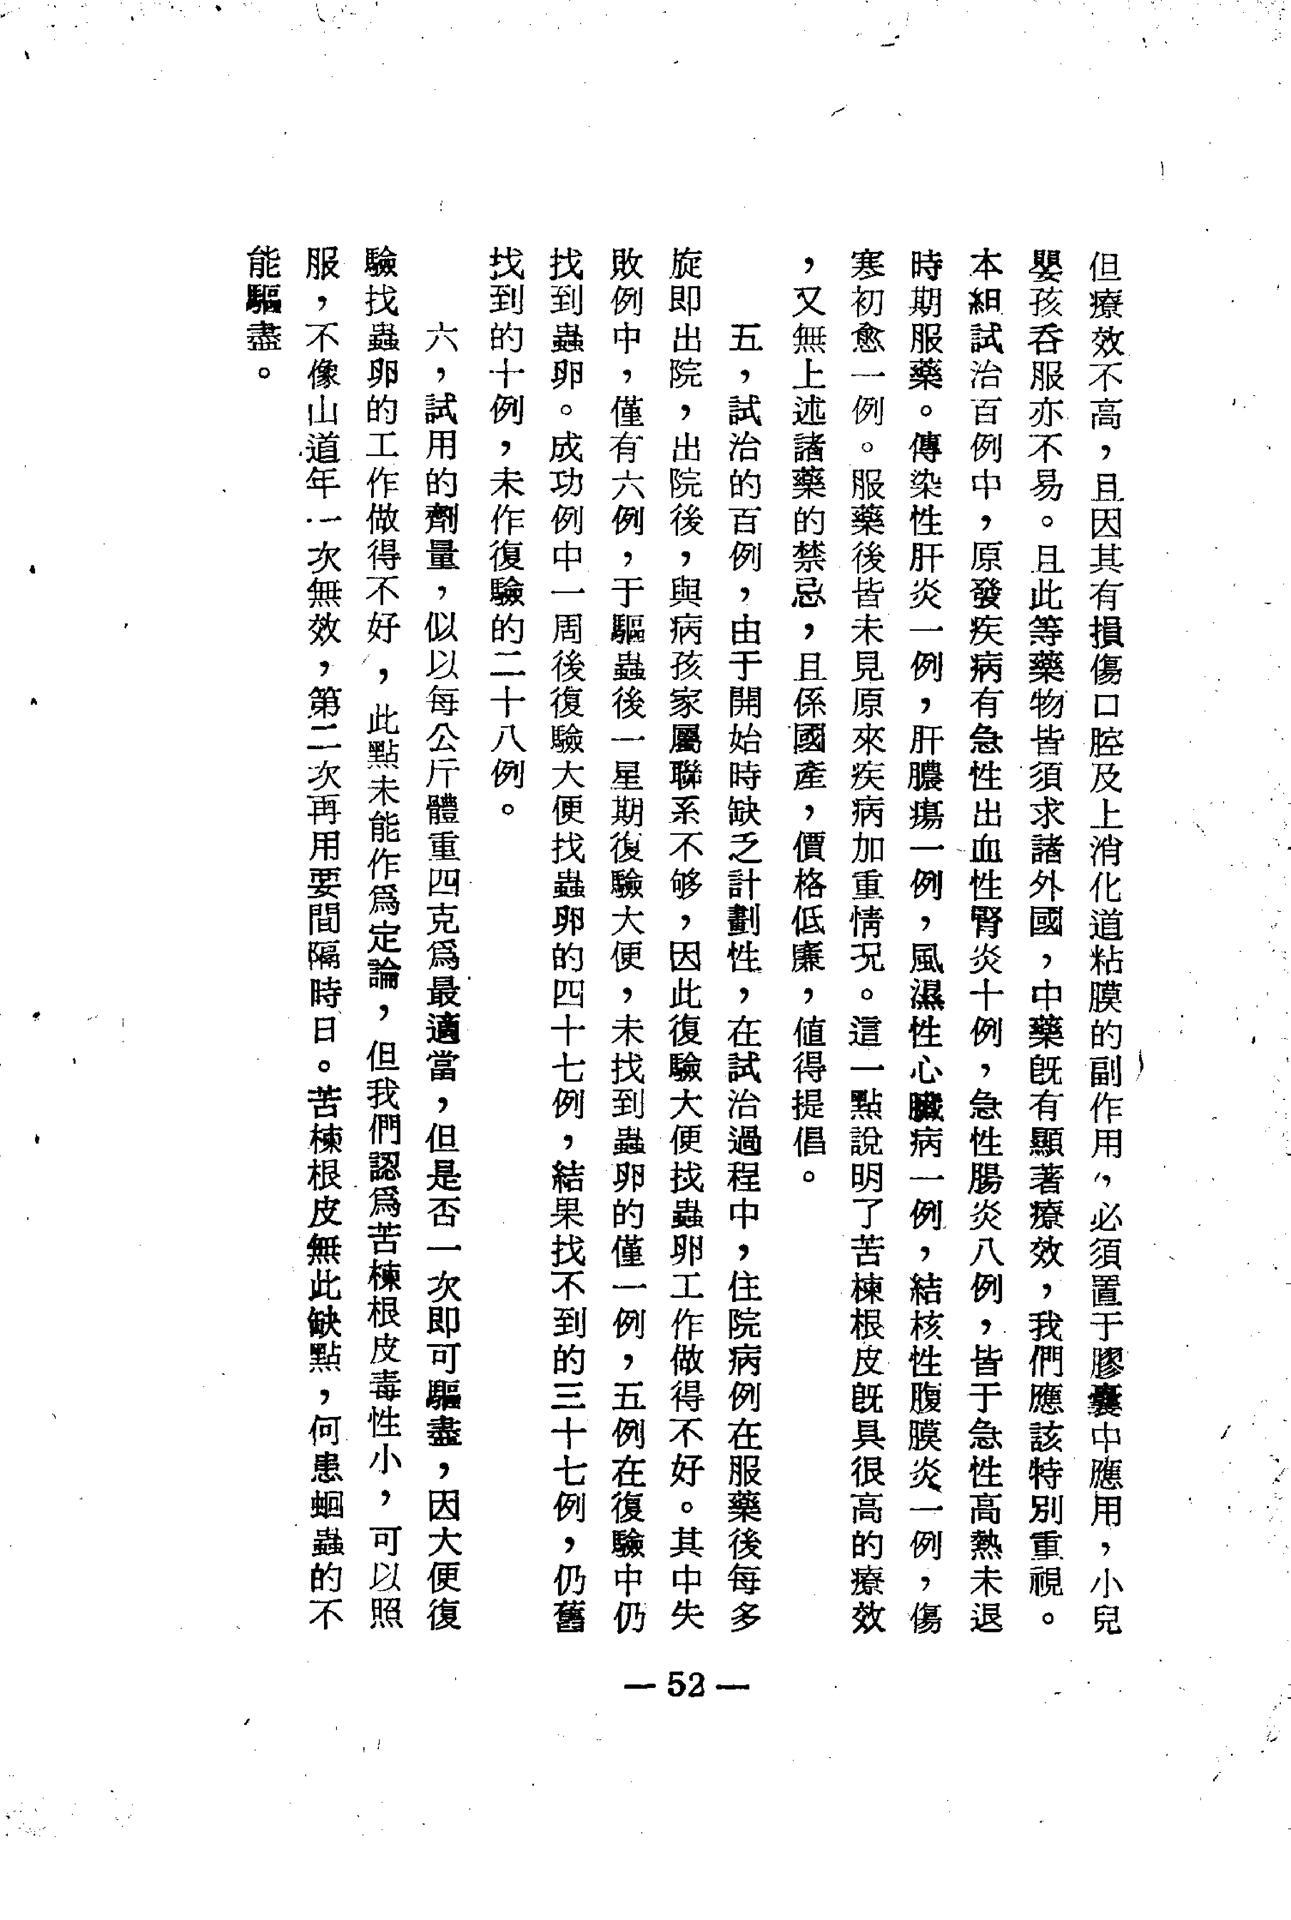 但療效不高，且因其有損傷口腔及上消化道粘膜的副作用，必須置于膠囊中應用，小兒
嬰孩吞服亦不易。且此等藥物皆須求諸外國，中藥旣有顯著療效，我們應該特別重視。
本組試治百例中，原發疾病有急性出血性腎炎十例，急性腸炎八例，皆于急性高熱未退
時期服藥。傳染性肝炎一例，肝膿瘍一例，風濕性心臟病一例，結核性腹膜炎一例，傷
寒初愈一例。服藥後皆未見原來疾病加重情況。這一點說明了苦楝根皮旣具很高的療效
，又無上述諸藥的禁忌，且係國產，價格低廉，值得提倡。
五，試治的百例，由于開始時缺乏計劃性，在試治過程中，住院病例在服藥後每多
旋即出院，出院後，與病孩家屬聯系不够，因此復驗大便找蟲卵工作做得不好。其中失
敗例中，僅有六例，于驅蟲後一星期復驗大便，未找到蟲卵的僅一例，五例在復驗中仍
找到蟲卵。成功例中一周後復驗大便找蟲卵的四十七例，結果找不到的三十七例，仍舊
找到的十例，未作復驗的二十八例。
六，試用的劑量，似以每公斤體重四克爲最適當，但是否一次即可驅盡，因大便復
驗找蟲卵的工作做得不好，此點未能作爲定論，但我們認爲苦楝根皮毒性小，可以照
服，不像山道年一次無效，第二次再用要間隔時日。苦楝根皮無此缺點，何患蛔蟲的不
能驅盡。
—52—